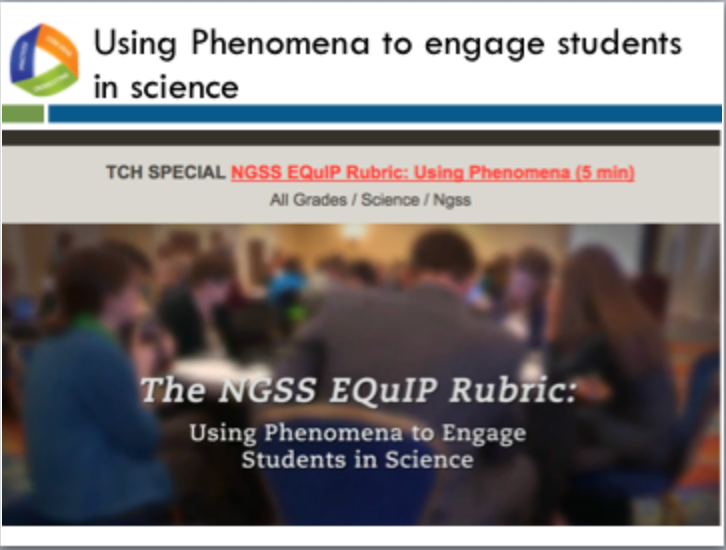 Using Phenomena to engage students
in science
TCH SPECIAL NGSS EQuIP Rubric: Using Phenomena (5 min)
All Grades / Science / Ngss
The NGSS EQuIP Rubric:
Using Phenomena to Engage
Students in Science